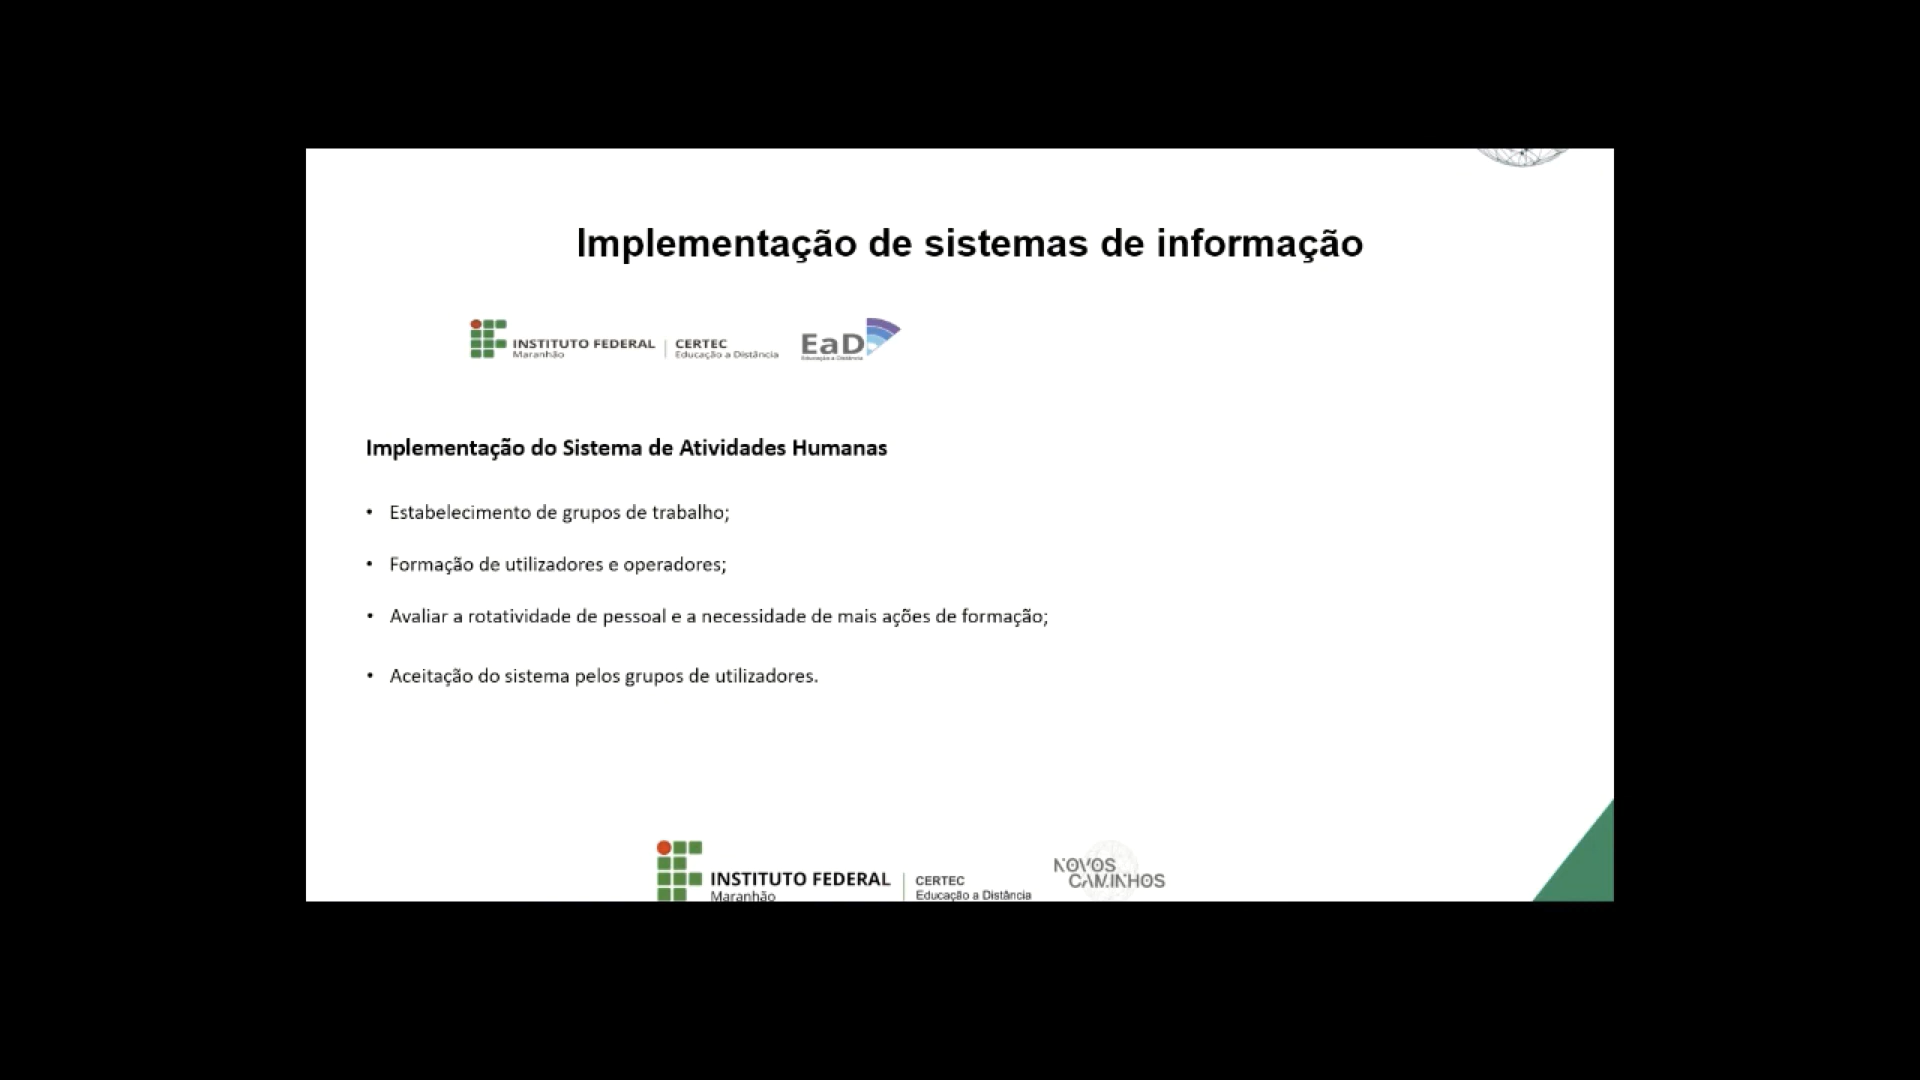 Implementação de sistemas de informação
INSTITUTO FEDERAL
Maranhão
CERTEC
Educação a Distância
EaD
Educação a Distância
Implementação do Sistema de Atividades Humanas
• Estabelecimento de grupos de trabalho;
• Formação de utilizadores e operadores;
• Avaliar a rotatividade de pessoal e a necessidade de mais ações de formação;
• Aceitação do sistema pelos grupos de utilizadores.
INSTITUTO FEDERAL
Maranhão
CERTEC
Educação a Distância
NOVOS
CAMINHOS